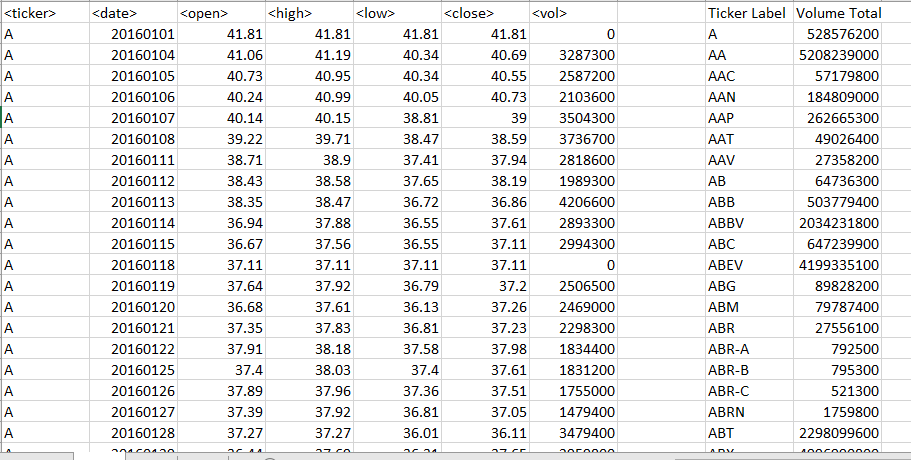 <ticker> <date> <open> <high> <low> <close> <vol> Ticker Label Volume Total
A 20160101 41.81 41.81 41.81 41.81 0 A 528576200
A 20160104 41.06 41.19 40.34 40.69 3287300 AA 5208239000
A 20160105 40.73 40.95 40.34 40.55 2587200 AAC 57179800
A 20160106 40.24 40.99 40.05 40.73 2103600 AAN 184809000
A 20160107 40.14 40.15 38.81 39 3504300 AAP 262665300
A 20160108 39.22 39.71 38.47 38.59 3736700 AAT 49026400
A 20160111 38.71 38.9 37.41 37.94 2818600 AAV 27358200
A 20160112 38.43 38.58 37.65 38.19 1989300 AB 64736300
A 20160113 38.35 38.47 36.72 36.86 4206600 ABB 503779400
A 20160114 36.94 37.88 36.55 37.61 2893300 ABBV 2034231800
A 20160115 36.67 37.56 36.55 37.11 2994300 ABC 647239900
A 20160118 37.11 37.11 37.11 37.11 0 ABEV 4199335100
A 20160119 37.64 37.92 36.79 37.2 2506500 ABG 89828200
A 20160120 36.68 37.61 36.13 37.26 2469000 ABM 79787400
A 20160121 37.35 37.83 36.81 37.23 2298300 ABR 27556100
A 20160122 37.91 38.18 37.58 37.98 1834400 ABR-A 792500
A 20160125 37.4 38.03 37.4 37.61 1831200 ABR-B 795300
A 20160126 37.89 37.96 37.36 37.51 1755000 ABR-C 521300
A 20160127 37.39 37.92 36.81 37.05 1479400 ABRN 1759800
A 20160128 37.27 37.27 36.01 36.11 3479400 ABT 2298099600